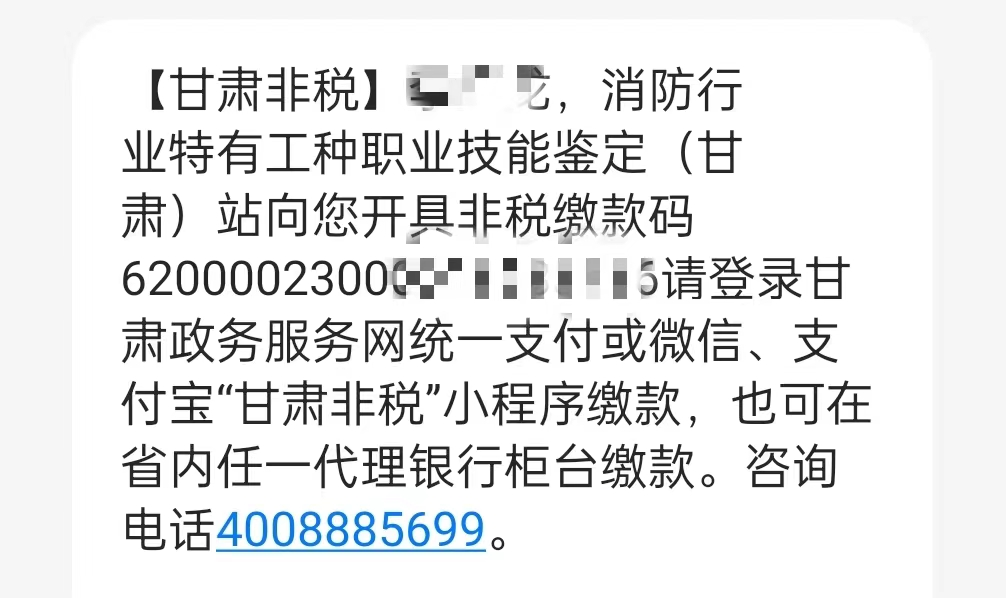 【甘肃非税】 ，消防行
业特有工种职业技能鉴定（甘
肃）站向您开具非税缴款码
62000002300 6请登录甘
肃政务服务网统一支付或微信、支
付宝“甘肃非税”小程序缴款，也可在
省内任一代理银行柜台缴款。咨询
电话4008885699。